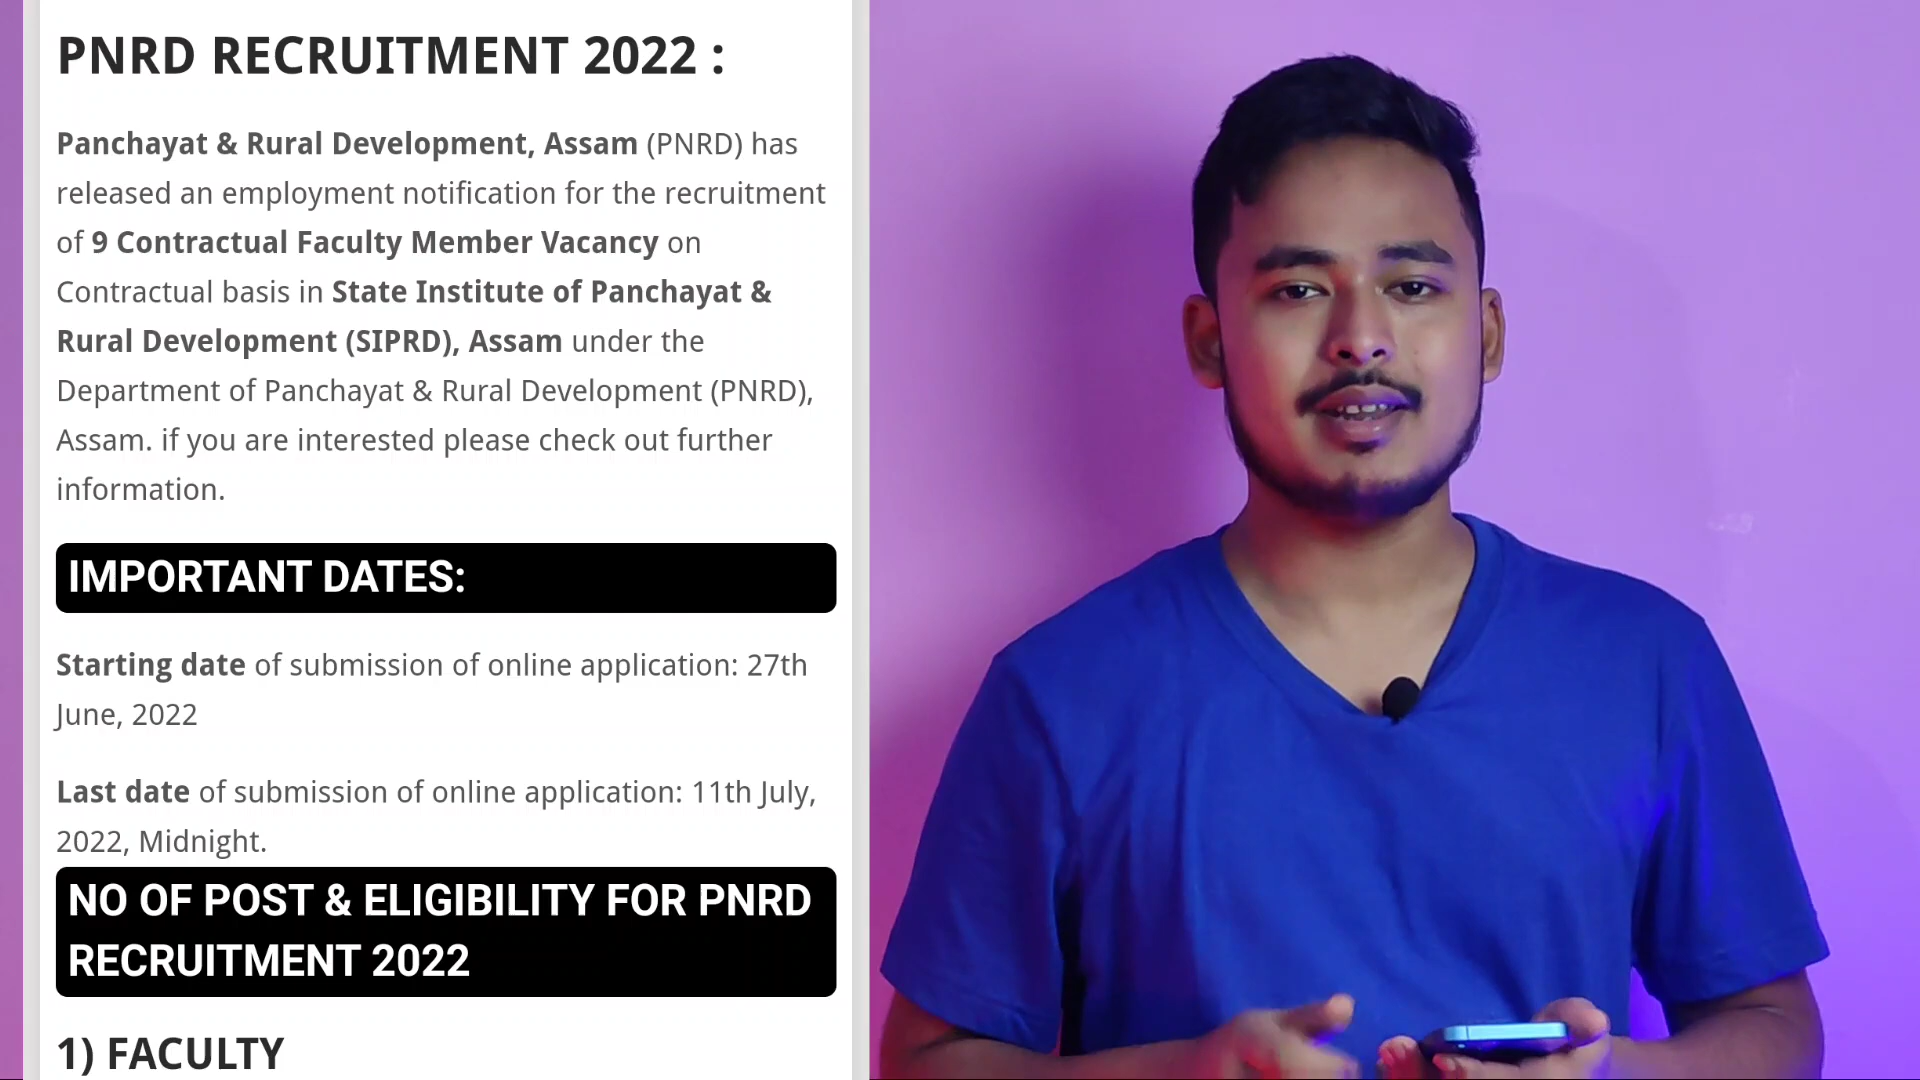 PNRD RECRUITMENT 2022 :
Panchayat & Rural Development, Assam (PNRD) has
released an employment notification for the recruitment
of 9 Contractual Faculty Member Vacancy on
Contractual basis in State Institute of Panchayat &
Rural Development (SIPRD), Assam under the
Department of Panchayat & Rural Development (PNRD),
Assam. if you are interested please check out further
information.
IMPORTANT DATES:
Starting date of submission of online application: 27th
June, 2022
Last date of submission of online application: 11th July,
2022, Midnight.
NO OF POST & ELIGIBILITY FOR PNRD
RECRUITMENT 2022
1) FACULTY